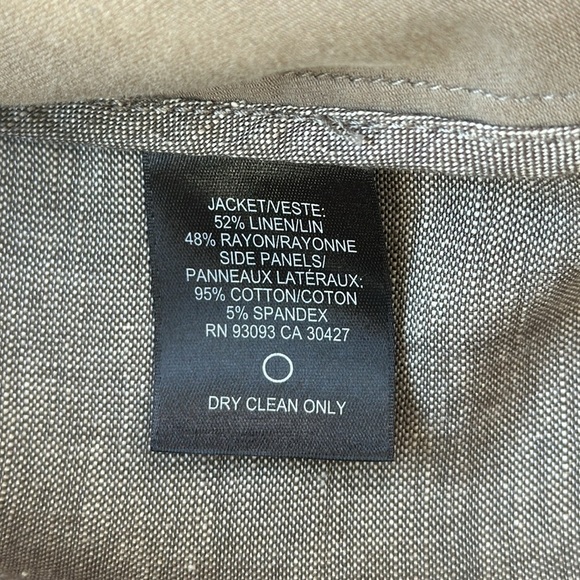 JACKET/VESTE:
52% LINEN/LIN
48% RAYON/RAYONNE
SIDE PANELS/
PANNEAUX LATÉRAUX;
95% COTTON/COTON
5% SPANDEX
RN 93093 CA 30427
DRY CLEAN ONLY